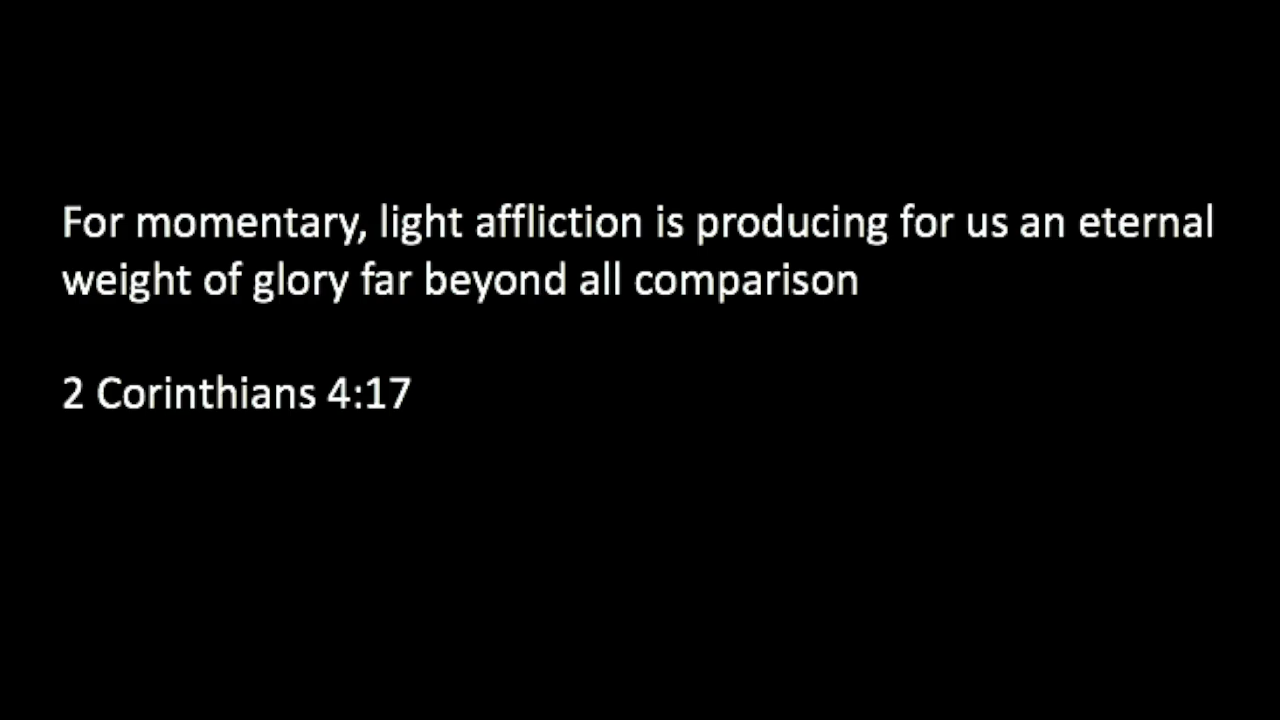 For momentary, light affliction is producing for us an eternal
weight of glory far beyond all comparison
2 Corinthians 4:17